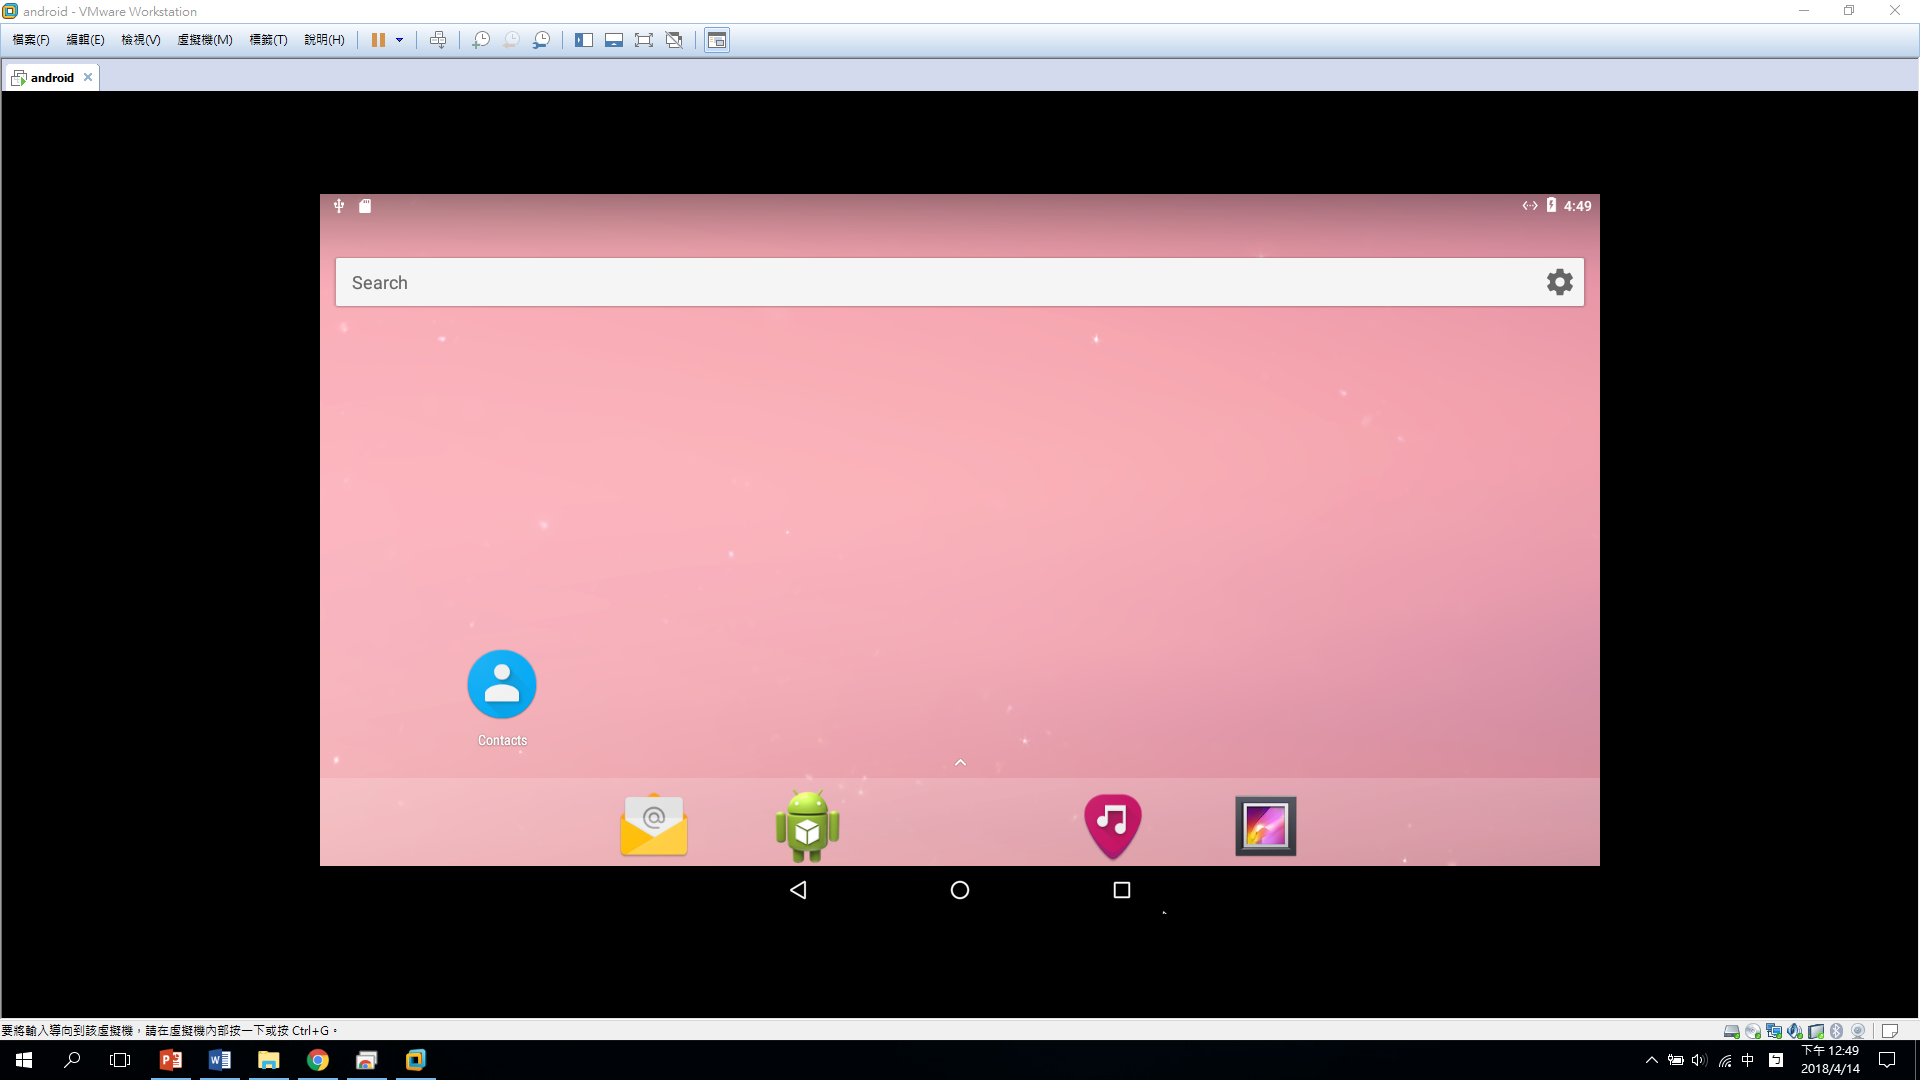 android - VMware Workstation
檔案(F) 編輯(E) 檢視(V) 虛擬機(M) 標籤(T) 說明(H)
android
4:49
Search
Contacts
要將輸入導向到該虛擬機，請在虛擬機內部按一下或按 Ctrl+G。
中 ㄅ
下午 12:49
2018/4/14